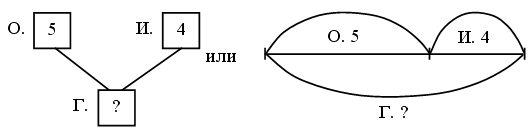 О. 5 И. 4 или О. 5 И. 4
Г. ? Г. ?